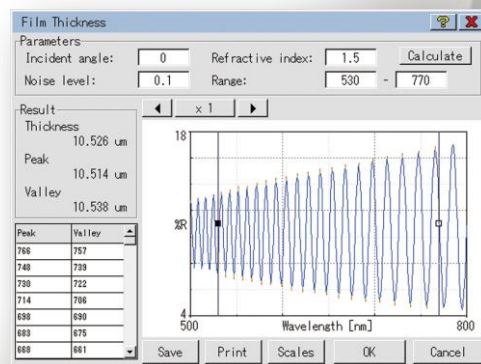 Film Thickness
? X
Parameters
Incident angle: 0 Refractive index: 1.5 Calculate
Noise level: 0.1 Range: 530 - 770
Result
Thickness
10.526 um
Peak
10.514 um
Valley
10.538 um
Peak Valley
766 757
748 739
730 722
714 706
698 690
683 675
668 661
x 1
18
%R
4
500 Wavelength [nm] 800
Save Print Scales OK Cancel